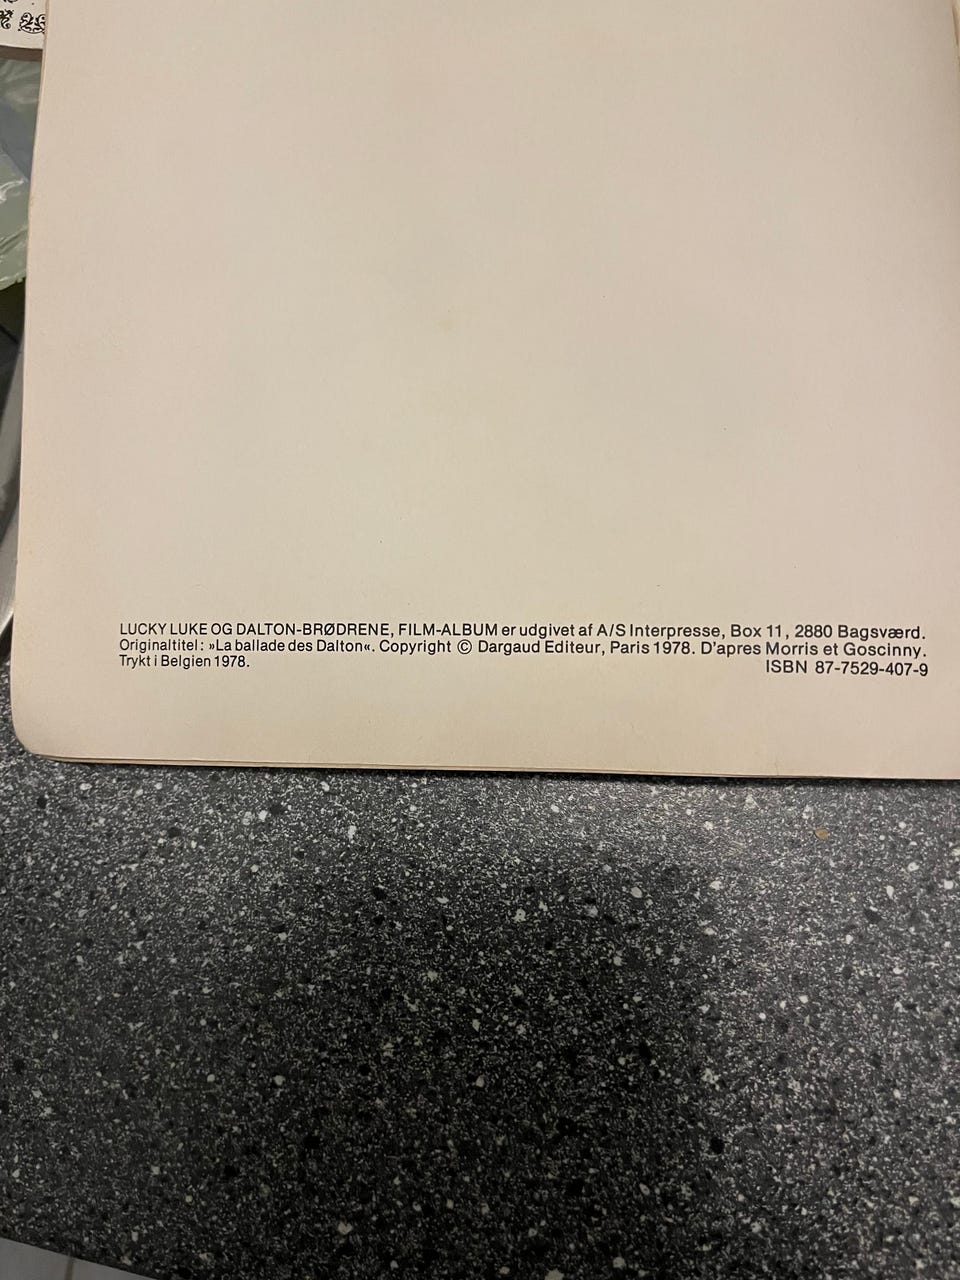 LUCKY LUKE OG DALTON-BRØDRENE, FILM-ALBUM er udgivet af A/S Interpresse, Box 11, 2880 Bagsværd.
Originaltitel: »La ballade des Dalton«. Copyright © Dargaud Editeur, Paris 1978. D'apres Morris et Goscinny.
Trykt i Belgien 1978. ISBN 87-7529-407-9